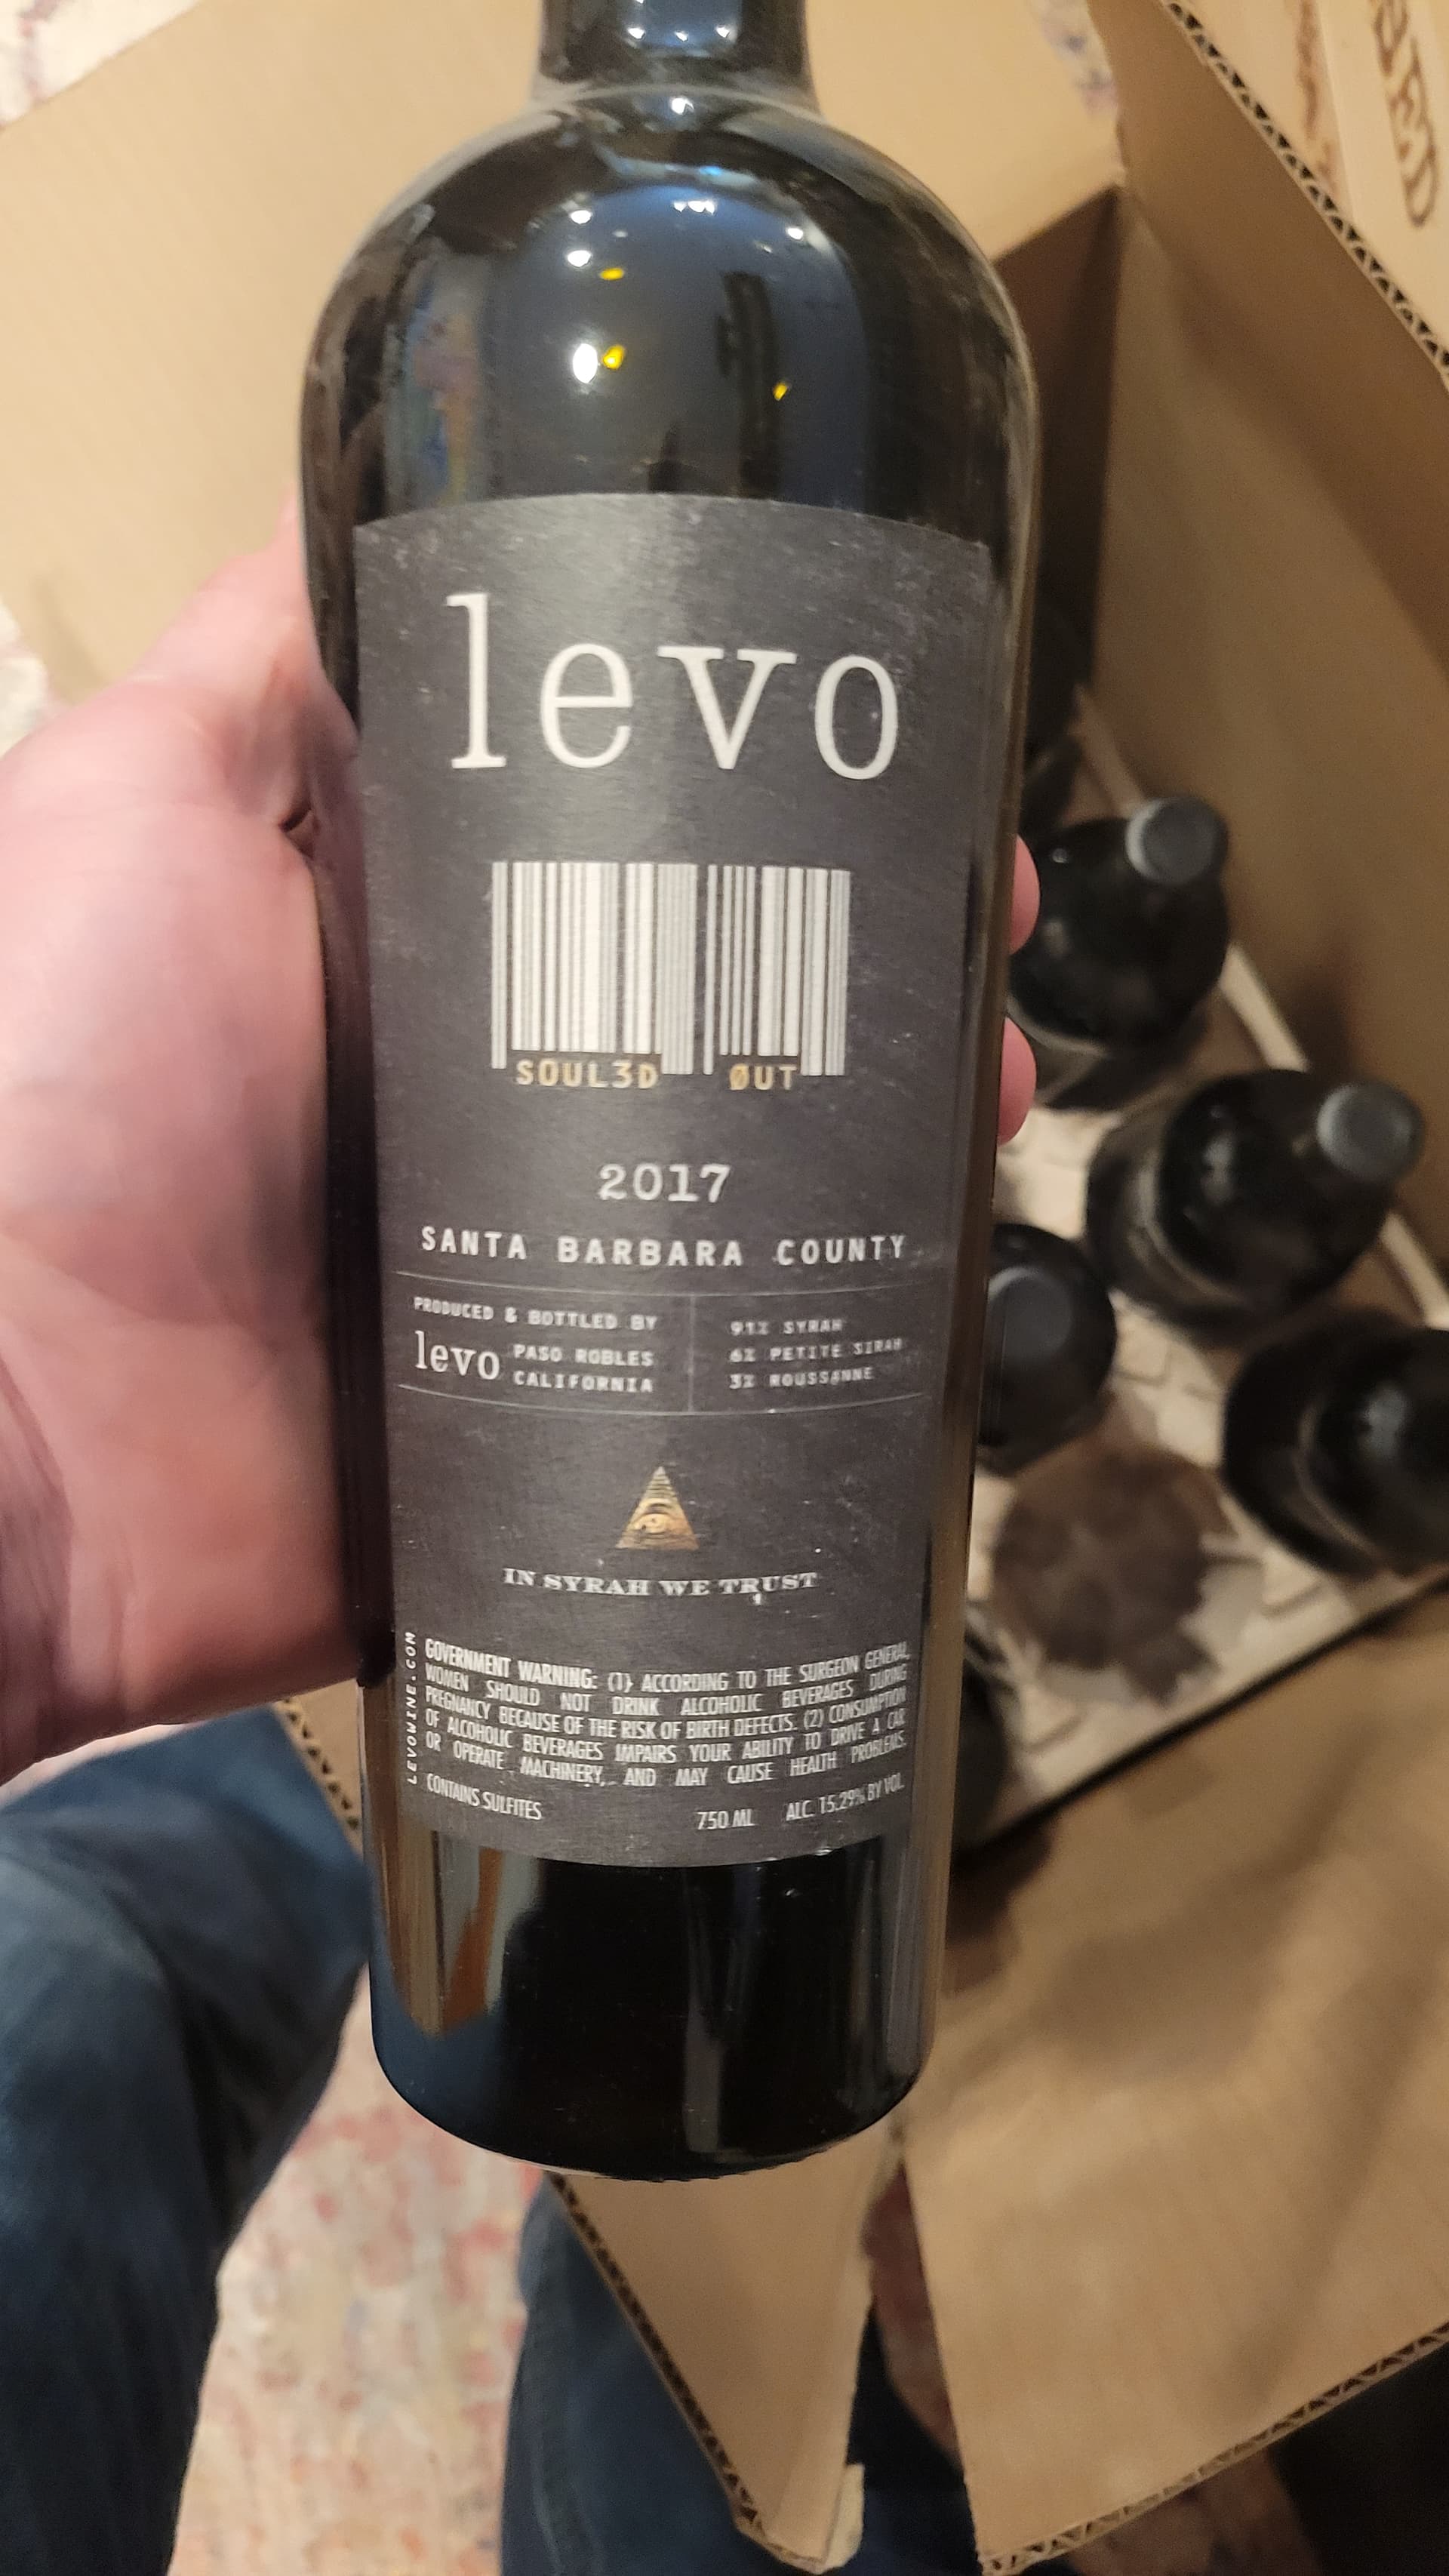 levo
SOUL3D ØUT
2017
SANTA BARBARA COUNTY
PRODUCED & BOTTLED BY
levo PASO ROBLES
CALIFORNIA
91% SYRAH
6% PETITE SIRAH
3% ROUSSANNE
IN SYRAH WE TRUST
LEVOWINE.COM
GOVERNMENT WARNING: (1) ACCORDING TO THE SURGEON GENERAL,
WOMEN SHOULD NOT DRINK ALCOHOLIC BEVERAGES DURING
PREGNANCY BECAUSE OF THE RISK OF BIRTH DEFECTS. (2) CONSUMPTION
OF ALCOHOLIC BEVERAGES IMPAIRS YOUR ABILITY TO DRIVE A CAR
OR OPERATE MACHINERY, AND MAY CAUSE HEALTH PROBLEMS.
CONTAINS SULFITES 750 ML ALC. 15.29% BY VOL.